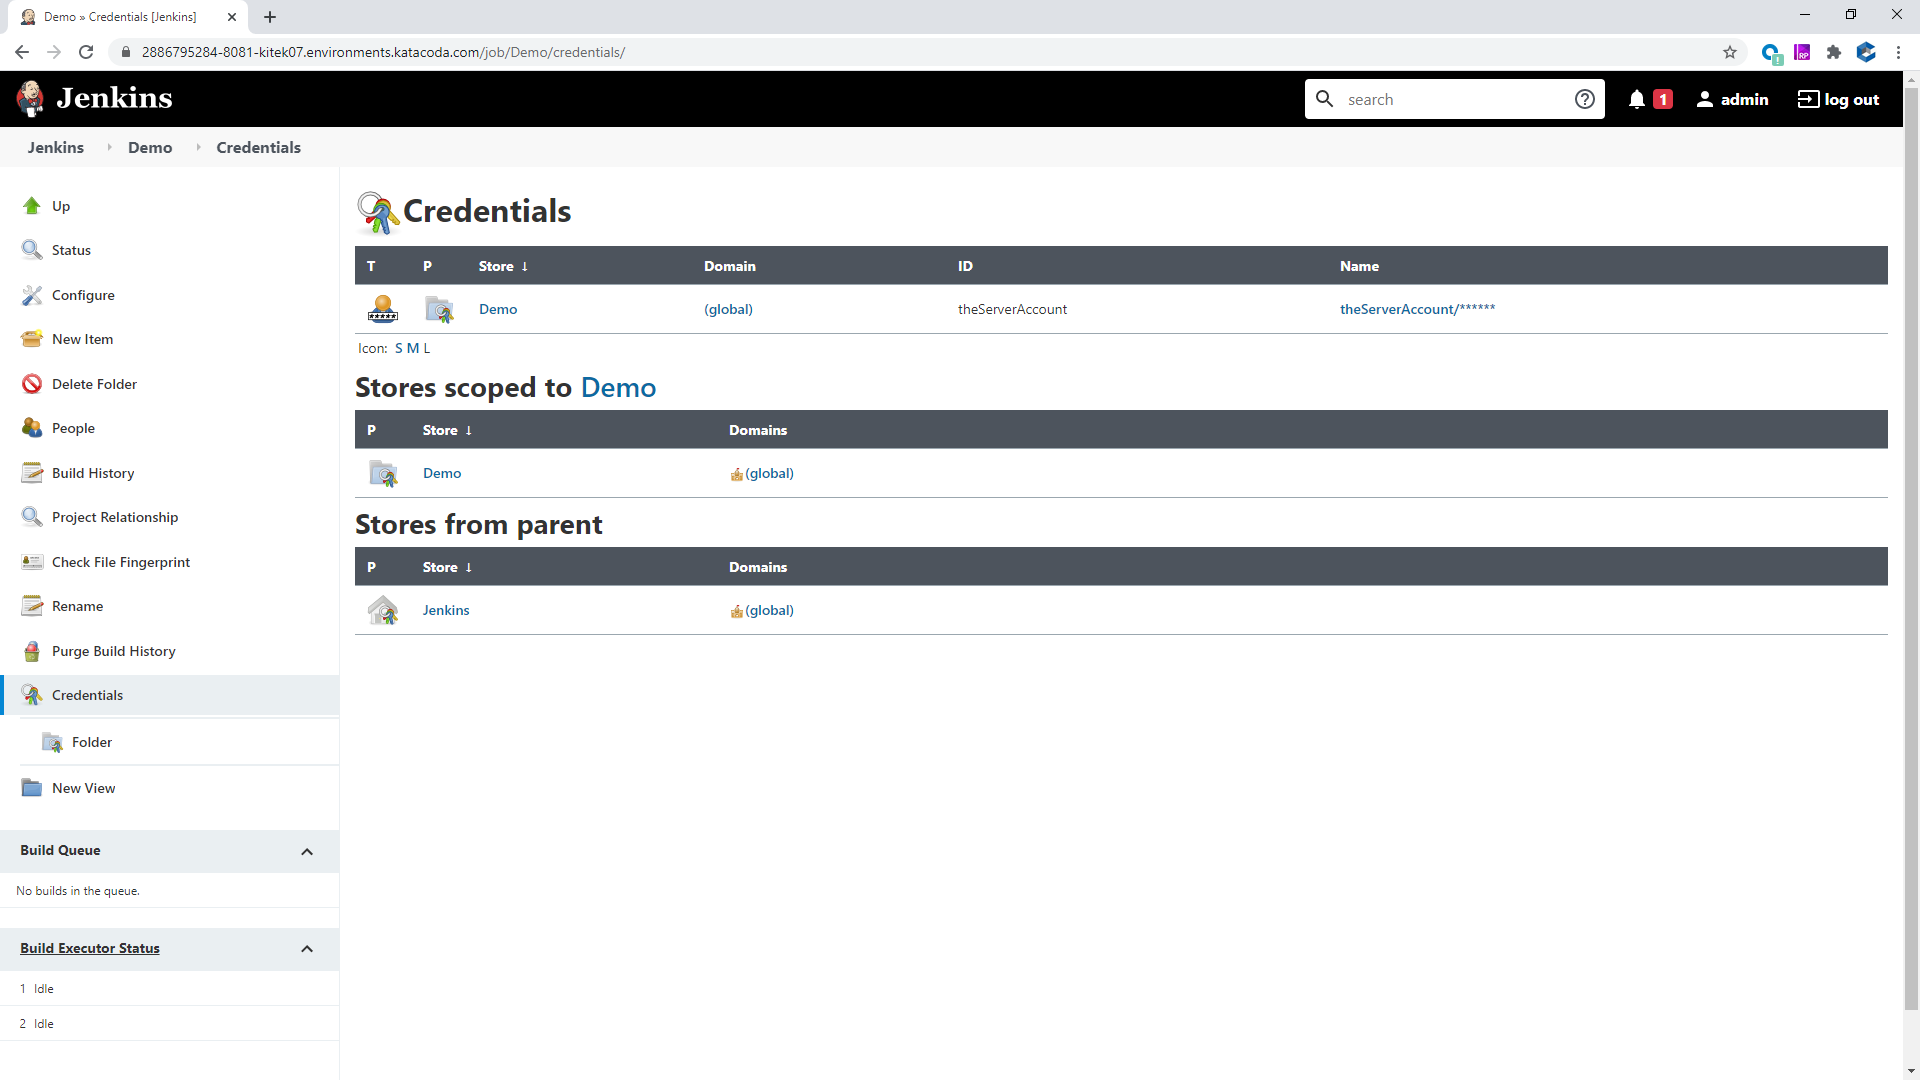 Demo » Credentials [Jenkins]
2886795284-8081-kitek07.environments.katacoda.com/job/Demo/credentials/
Jenkins
search
1
admin
log out
Jenkins
Demo
Credentials
Up
Status
Configure
New Item
Delete Folder
People
Build History
Project Relationship
Check File Fingerprint
Rename
Purge Build History
Credentials
Folder
New View
Build Queue
No builds in the queue.
Build Executor Status
1 Idle
2 Idle
Credentials
T P Store ↓ Domain ID Name
Demo (global) theServerAccount theServerAccount/******
Icon: S M L
Stores scoped to Demo
P Store ↓ Domains
Demo (global)
Stores from parent
P Store ↓ Domains
Jenkins (global)